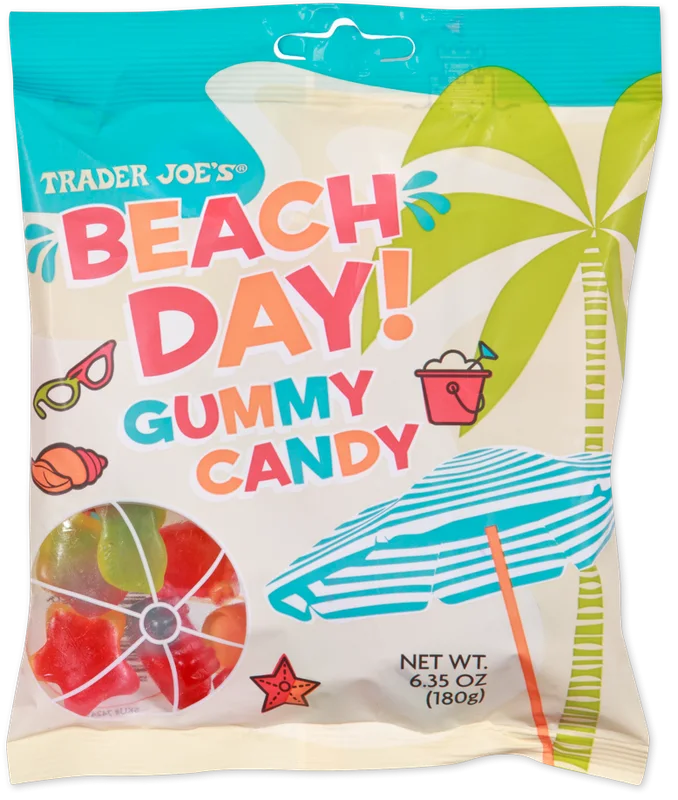 TRADER JOE'S®
BEACH
DAY!
GUMMY
CANDY
NET WT.
6.35 OZ
(180g)